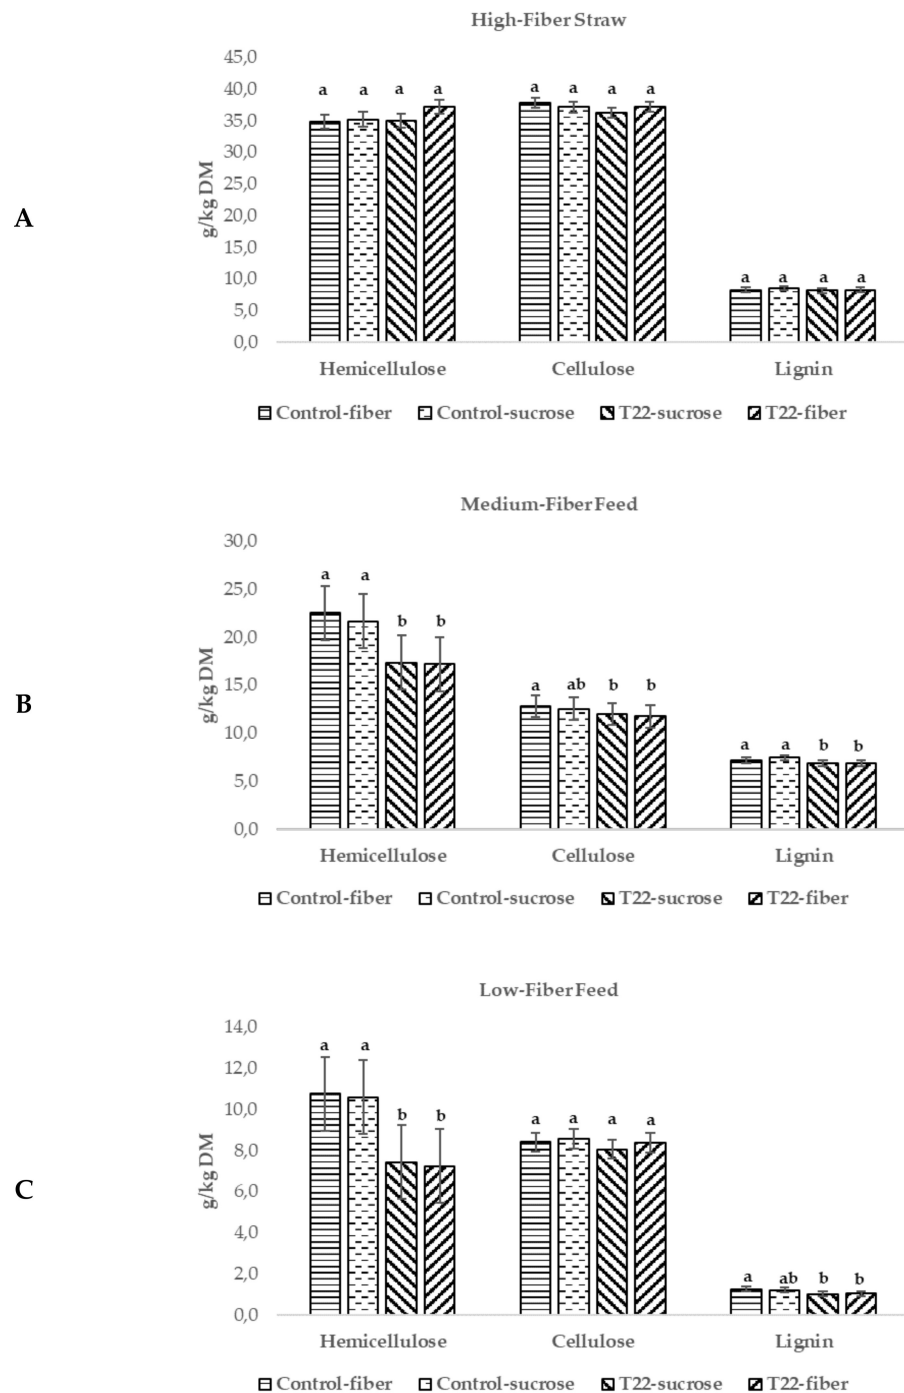 High-Fiber Straw
45,0
40,0
35,0
30,0
25,0
20,0
15,0
10,0
5,0
0,0
g/kg DM
A
a a a a
a a a a
a a a a
Hemicellulose Cellulose Lignin
Control-fiber Control-sucrose T22-sucrose T22-fiber
Medium-Fiber Feed
30,0
25,0
20,0
15,0
10,0
5,0
0,0
g/kg DM
B
a a b b
a ab b b
a a b b
Hemicellulose Cellulose Lignin
Control-fiber Control-sucrose T22-sucrose T22-fiber
Low-Fiber Feed
14,0
12,0
10,0
8,0
6,0
4,0
2,0
0,0
g/kg DM
C
a a b b
a a a a
a ab b b
Hemicellulose Cellulose Lignin
Control-fiber Control-sucrose T22-sucrose T22-fiber